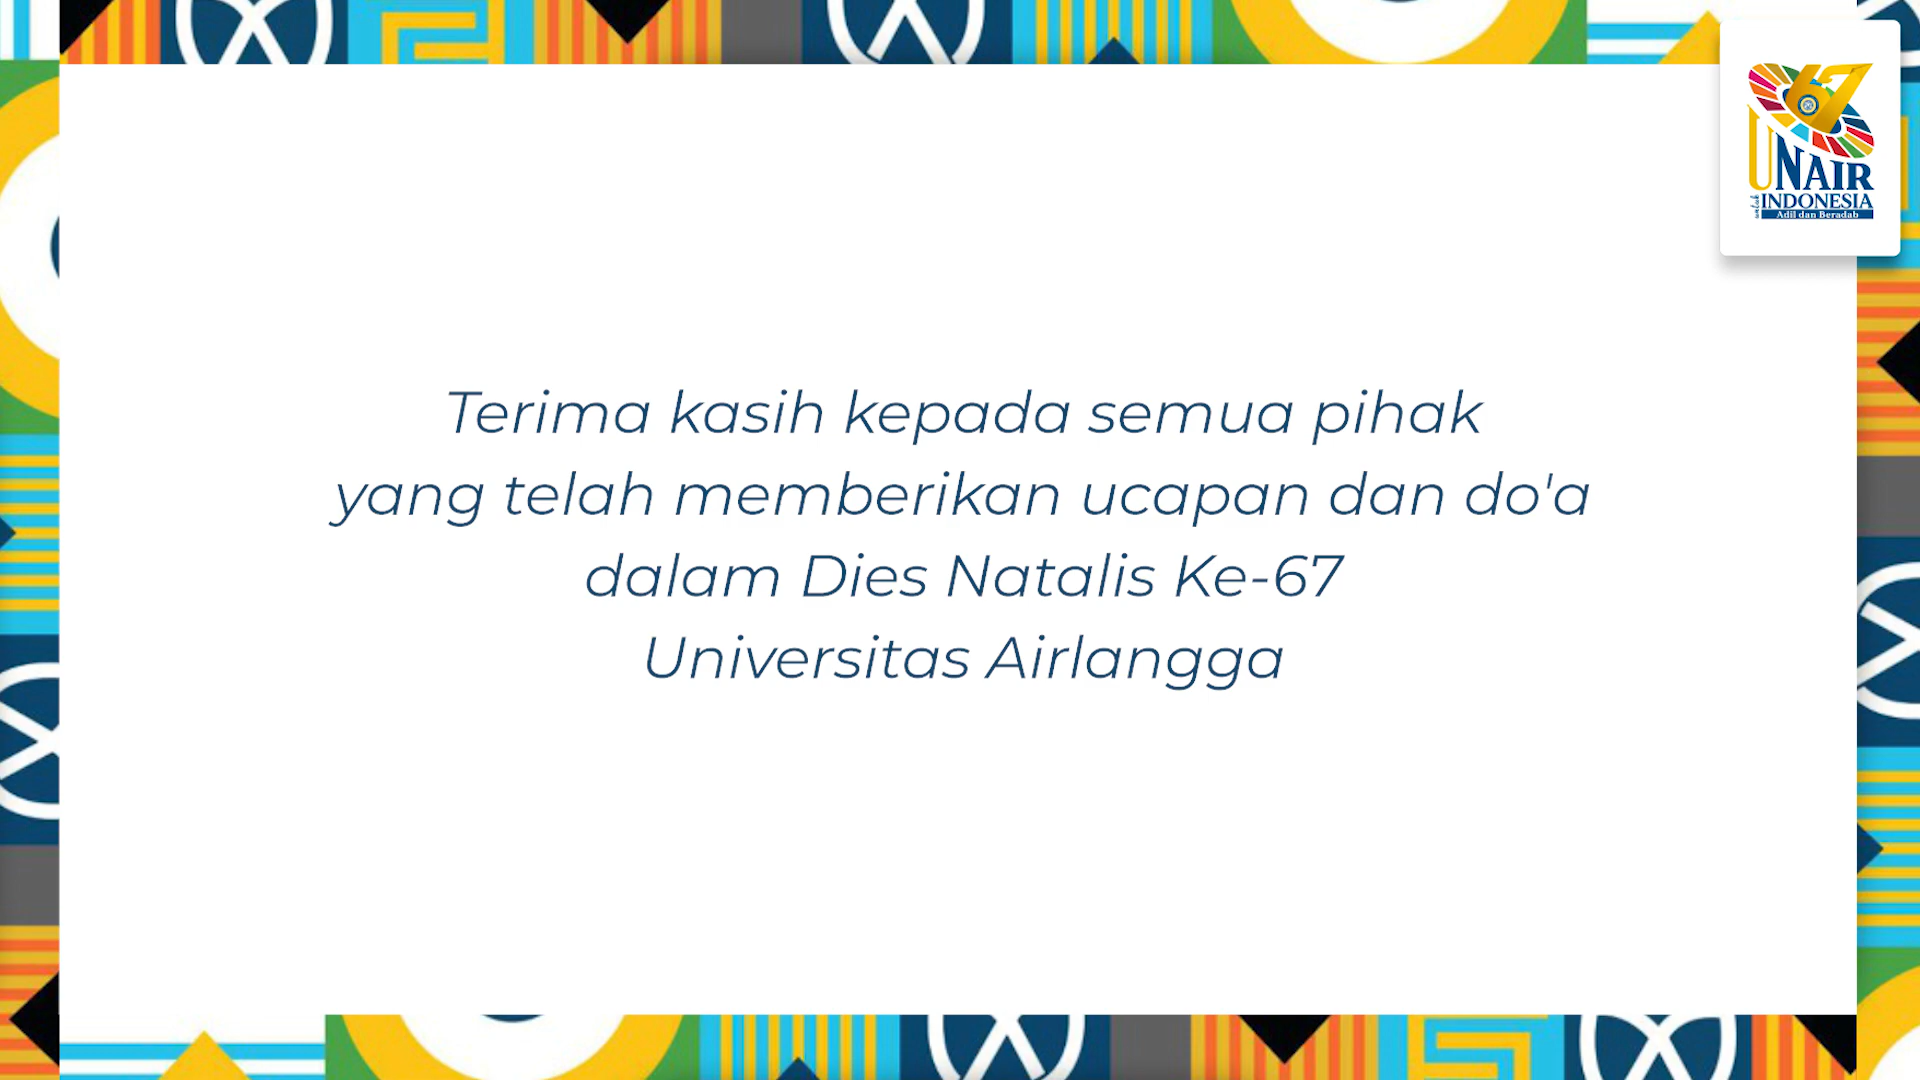 67
UNAIR
untuk INDONESIA
Adil dan Beradab
Terima kasih kepada semua pihak
yang telah memberikan ucapan dan do'a
dalam Dies Natalis Ke-67
Universitas Airlangga